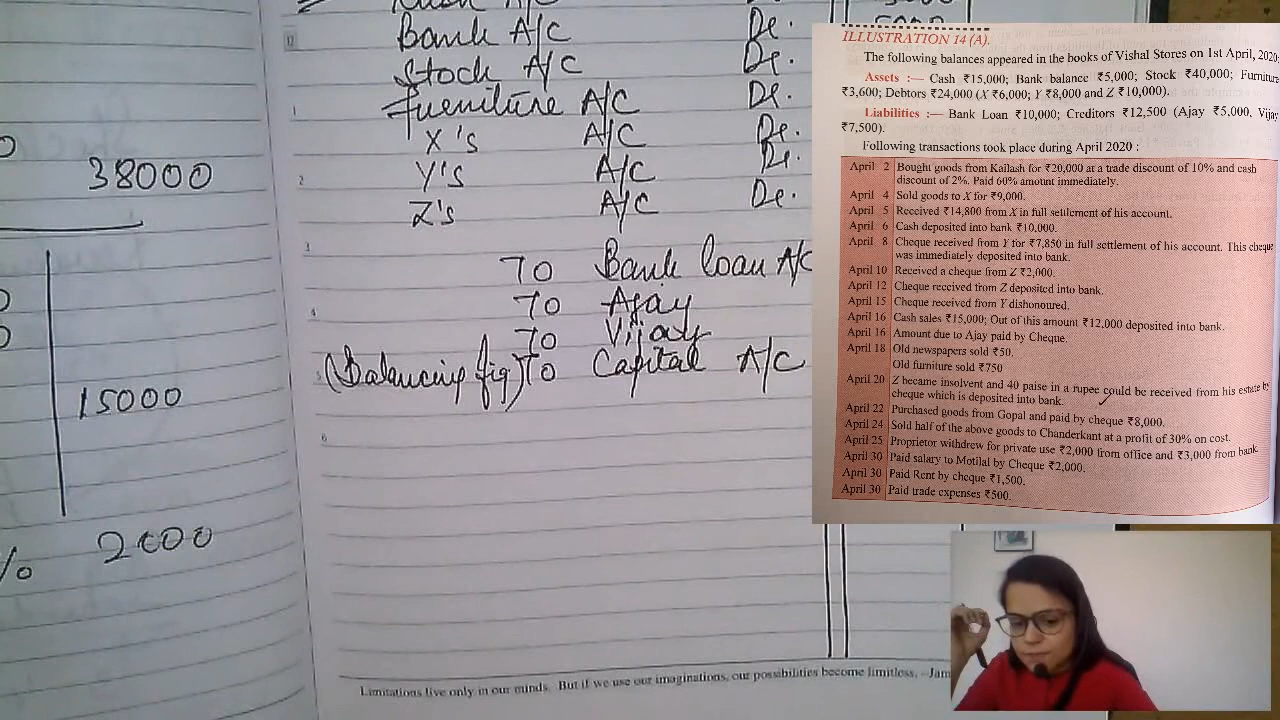 Bank A/C Dr.
Stock A/C Dr.
Furniture A/C Dr.
X's A/C Dr.
Y's A/C Dr.
Z's A/C Dr.
To Bank loan A/C
To Ajay
To Vijay
(Balancing fig) To Capital A/C
38000
15000
% 2000
1
2
3
4
5
6
Limitations live only in our minds. But if we use our imaginations, our possibilities become limitless, –Jam
ILLUSTRATION 14 (A).
The following balances appeared in the books of Vishal Stores on 1st April, 2020
Assets :— Cash ₹15,000; Bank balance ₹5,000; Stock ₹40,000; Furniture
₹3,600; Debtors ₹24,000 (X ₹6,000; Y ₹8,000 and Z ₹10,000).
Liabilities :— Bank Loan ₹10,000; Creditors ₹12,500 (Ajay ₹5,000, Vijay
₹7,500).
Following transactions took place during April 2020 :
April 2 Bought goods from Kailash for ₹20,000 at a trade discount of 10% and cash
discount of 2%. Paid 60% amount immediately.
April 4 Sold goods to X for ₹9,000.
April 5 Received ₹14,800 from X in full settlement of his account.
April 6 Cash deposited into bank ₹10,000.
April 8 Cheque received from Y for ₹7,850 in full settlement of his account. This cheque
was immediately deposited into bank.
April 10 Received a cheque from Z ₹2,000.
April 12 Cheque received from Z deposited into bank.
April 15 Cheque received from Y dishonoured.
April 16 Cash sales ₹15,000; Out of this amount ₹12,000 deposited into bank.
April 16 Amount due to Ajay paid by Cheque.
April 18 Old newspapers sold ₹50.
Old furniture sold ₹750
April 20 Z became insolvent and 40 paise in a rupee could be received from his estate by
cheque which is deposited into bank.
April 22 Purchased goods from Gopal and paid by cheque ₹8,000.
April 24 Sold half of the above goods to Chanderkant at a profit of 30% on cost.
April 25 Proprietor withdrew for private use ₹2,000 from office and ₹3,000 from bank
April 30 Paid salary to Motilal by Cheque ₹2,000.
April 30 Paid Rent by cheque ₹1,500.
April 30 Paid trade expenses ₹500.